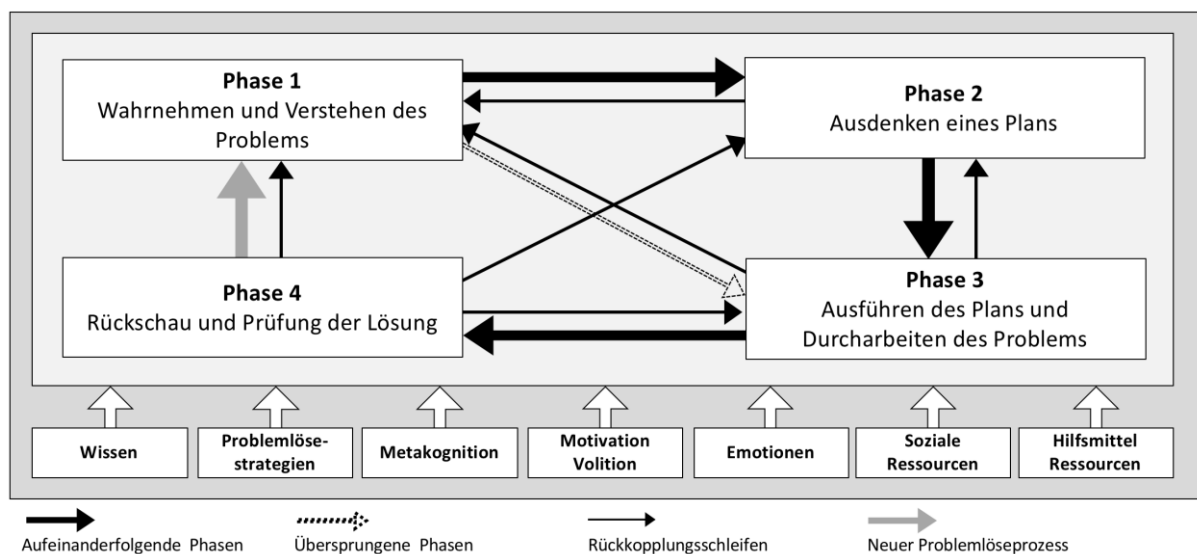 Phase 1
Wahrnehmen und Verstehen des
Problems
Phase 2
Ausdenken eines Plans
Phase 4
Rückschau und Prüfung der Lösung
Phase 3
Ausführen des Plans und
Durcharbeiten des Problems
Wissen
Problemlöse-
strategien
Metakognition
Motivation
Volition
Emotionen
Soziale
Ressourcen
Hilfsmittel
Ressourcen
Aufeinanderfolgende Phasen
Übersprungene Phasen
Rückkopplungsschleifen
Neuer Problemlöseprozess